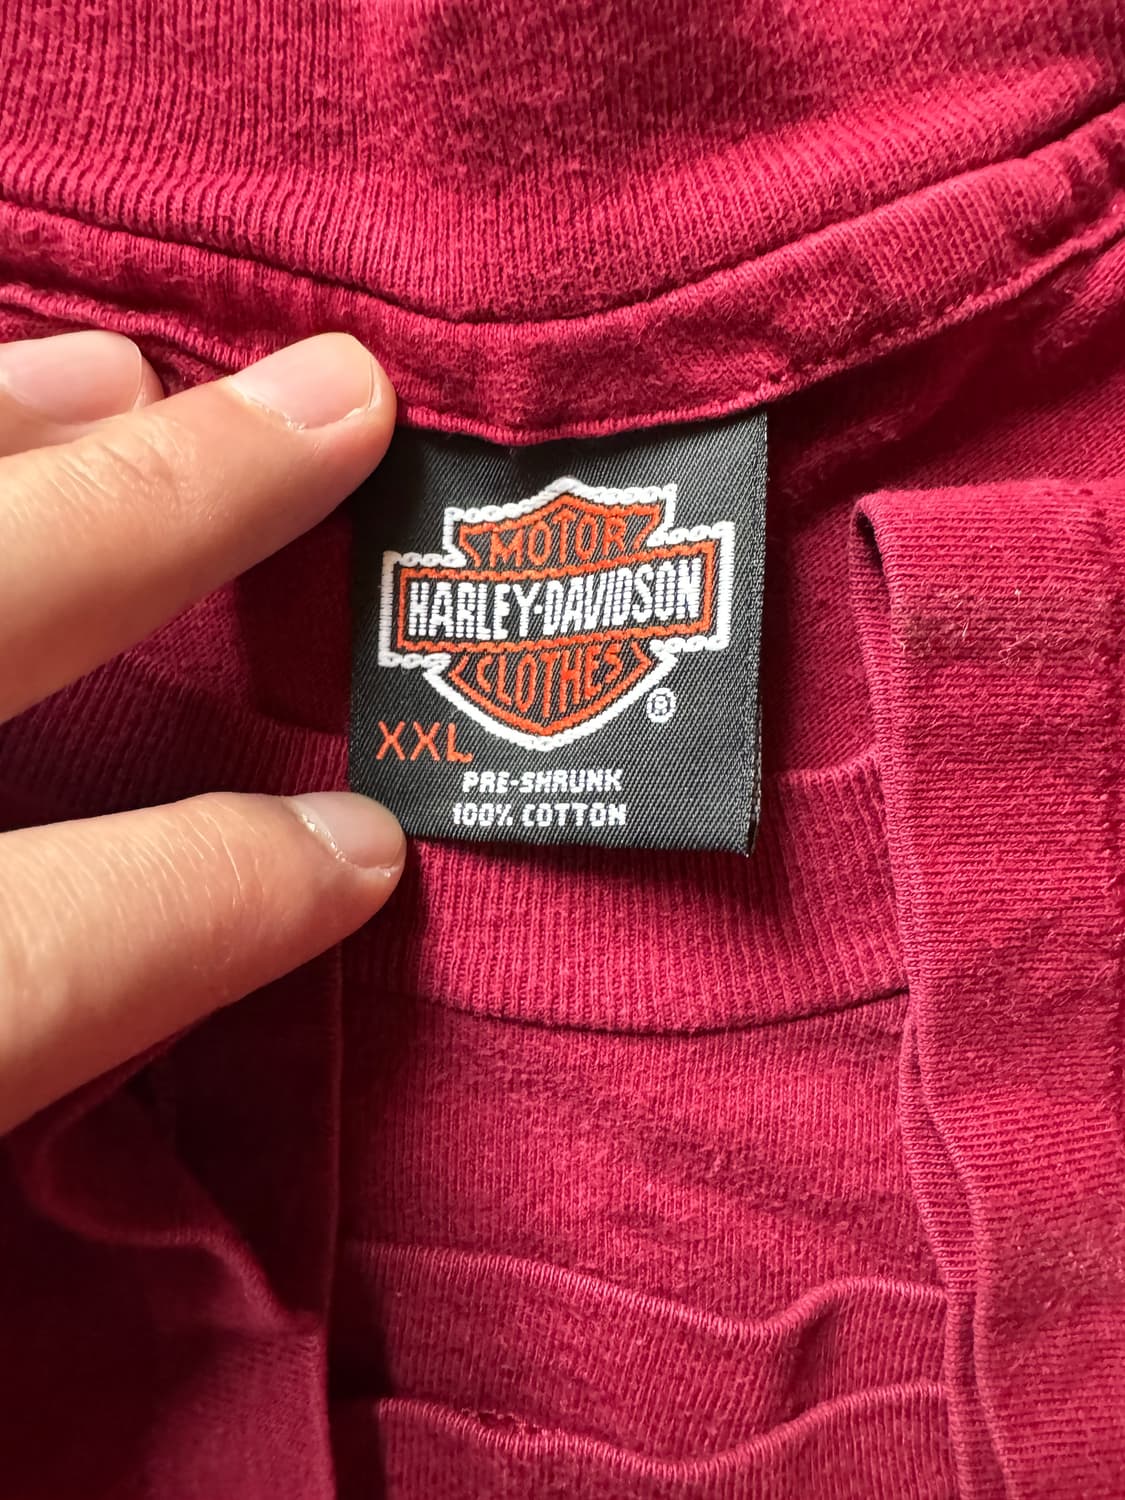 MOTOR
HARLEY-DAVIDSON
CLOTHES
®
XXL
PRE-SHRUNK
100% COTTON